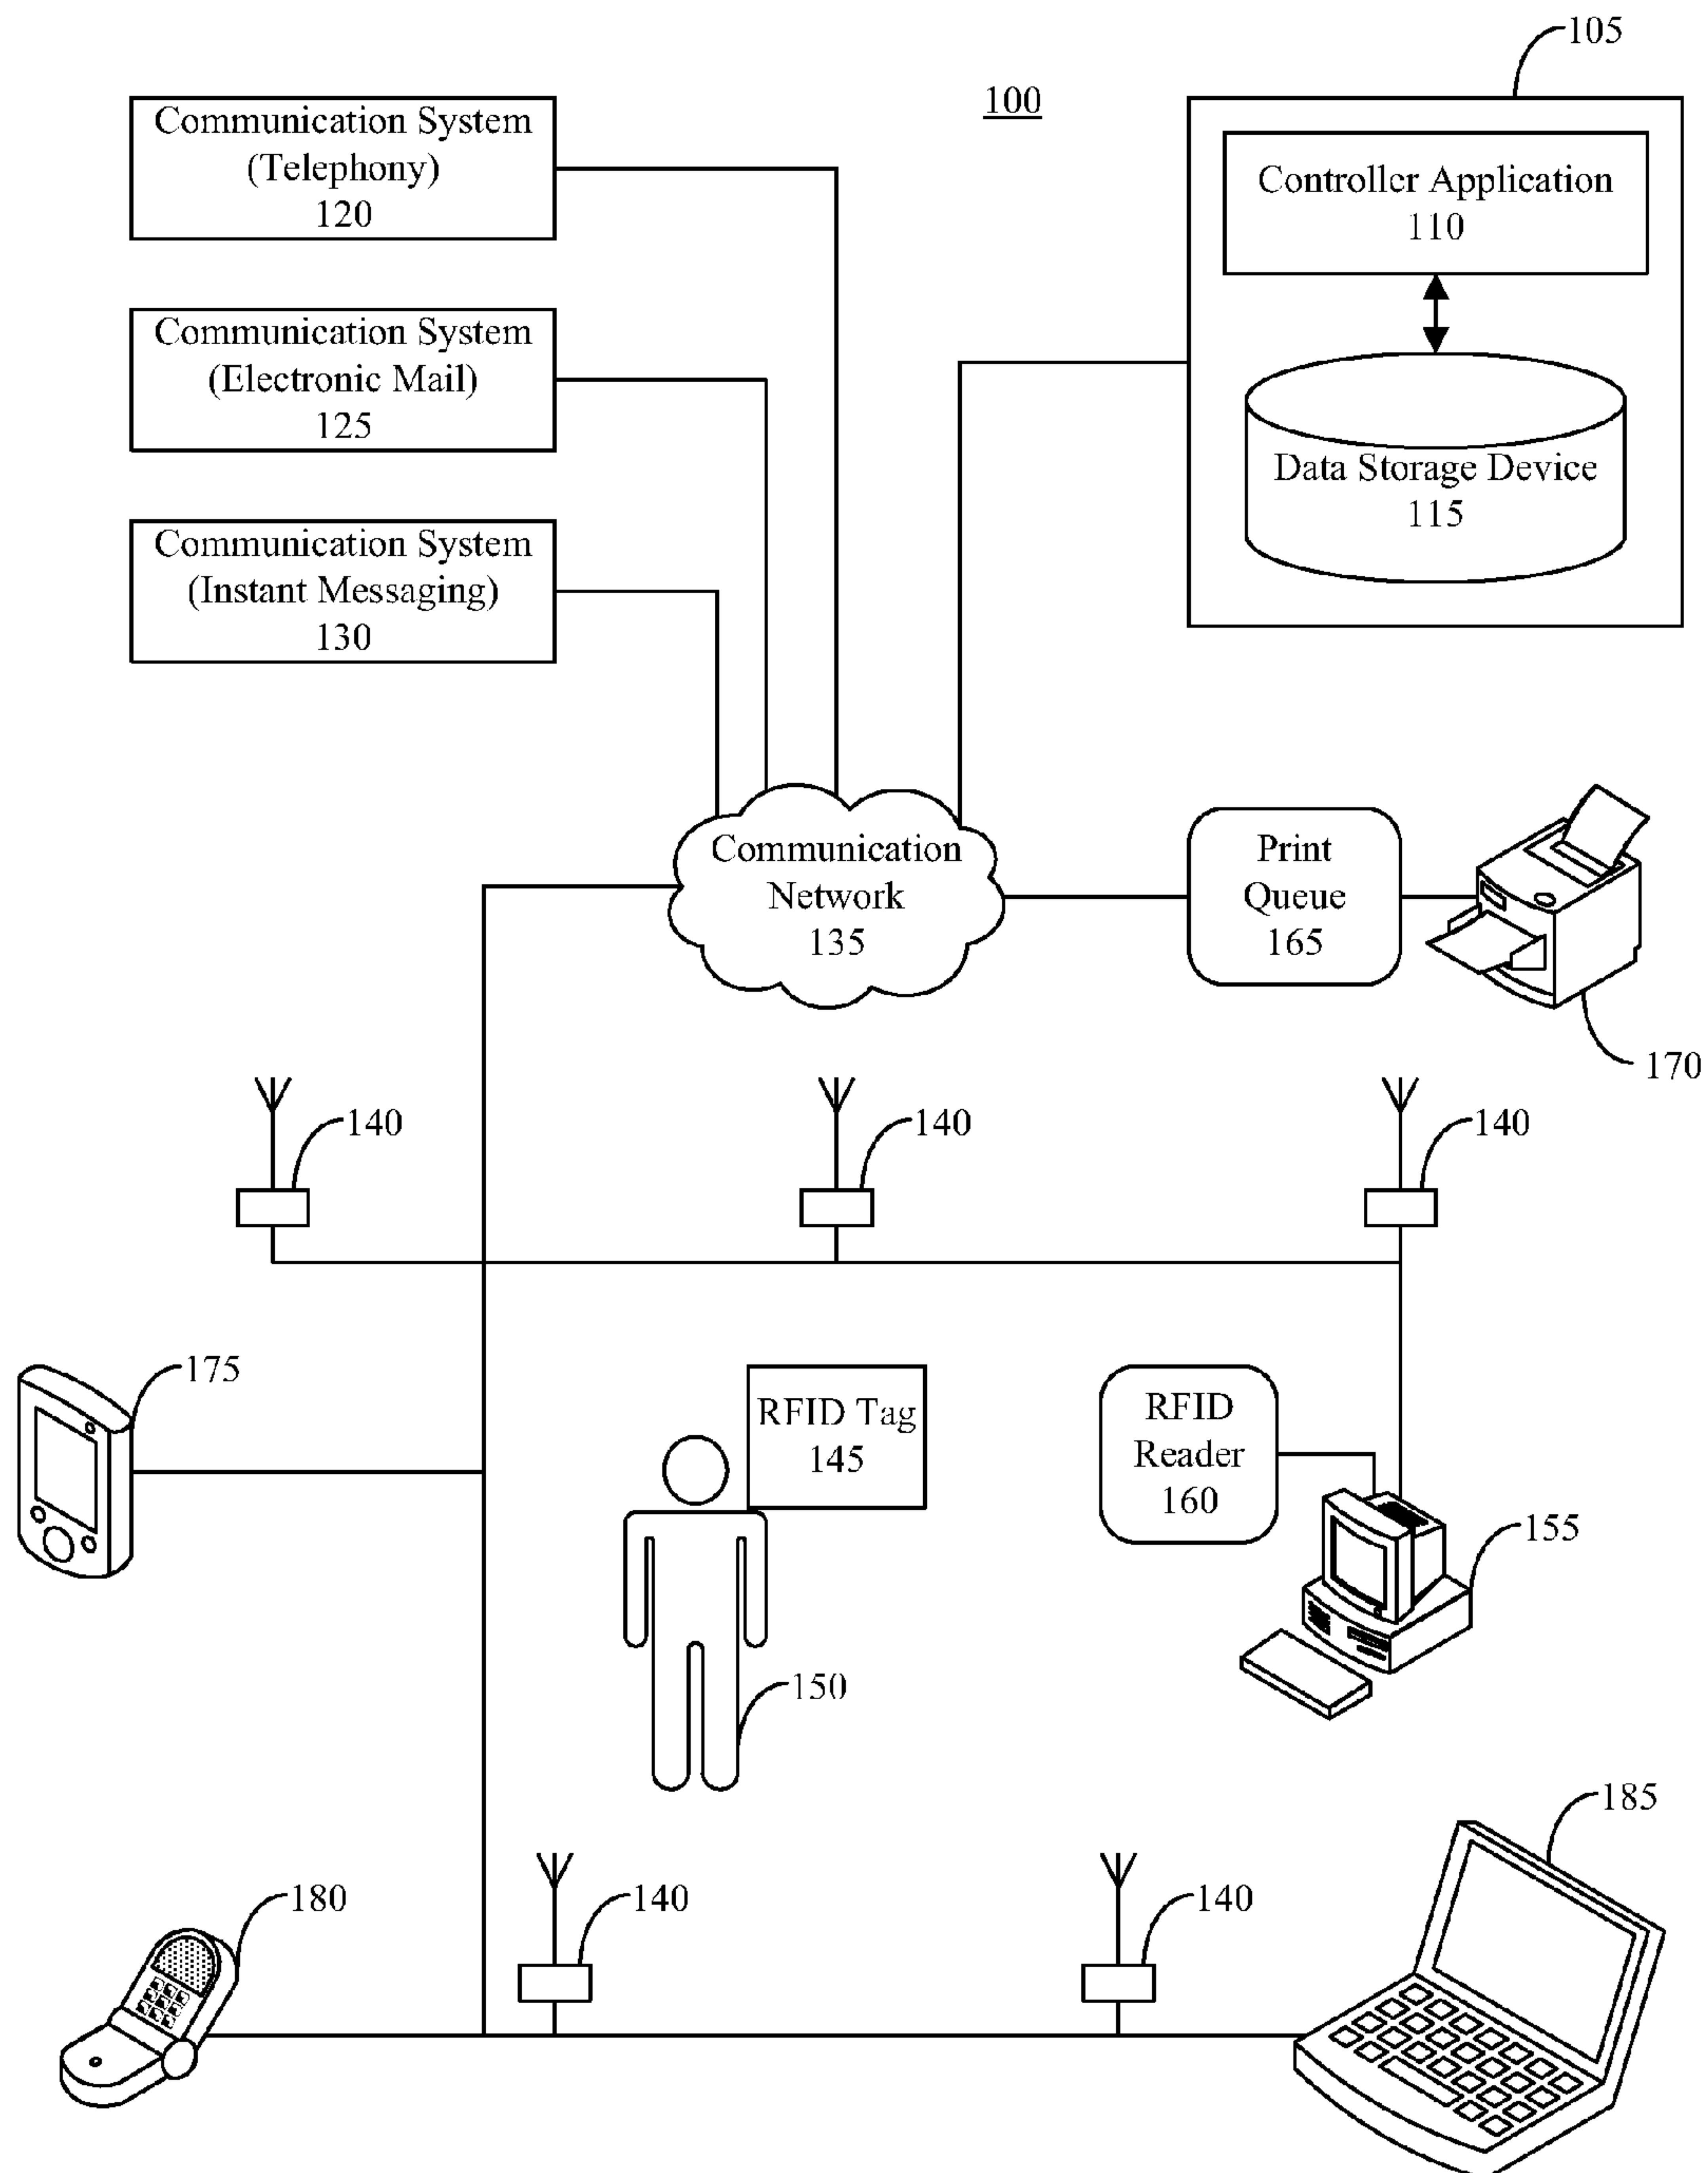 105
100
Communication System
(Telephony)
120
Controller Application
110
Communication System
(Electronic Mail)
125
Data Storage Device
115
Communication System
(Instant Messaging)
130
Communication
Network
135
Print
Queue
165
170
140
140
140
175
RFID Tag
145
RFID
Reader
160
155
150
185
180
140
140